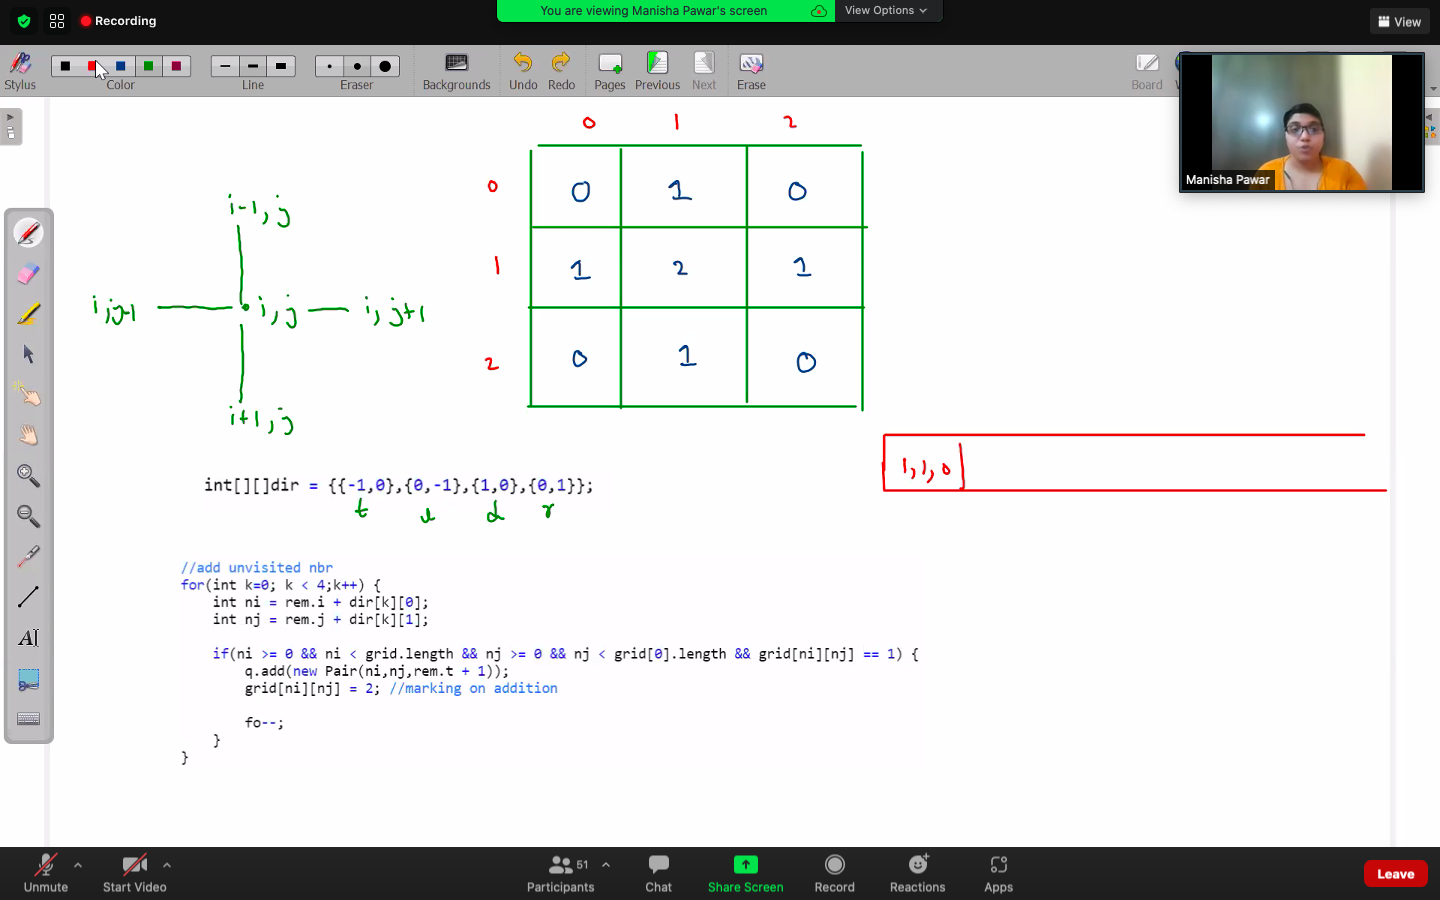 You are viewing Manisha Pawar's screen
View Options
Recording
View
Stylus
Color
Line
Eraser
Backgrounds
Undo
Redo
Pages
Previous
Next
Erase
Board
Manisha Pawar
0 1 2
0 0 1 0
1 1 2 1
2 0 1 0
i-1, j
i, j-1
i, j
i, j+1
i+1, j
1, 1, 0
int[][]dir = {{-1,0},{0,-1},{1,0},{0,1}};
t l d r
//add unvisited nbr
for(int k=0; k < 4;k++) {
int ni = rem.i + dir[k][0];
int nj = rem.j + dir[k][1];
if(ni >= 0 && ni < grid.length && nj >= 0 && nj < grid[0].length && grid[ni][nj] == 1) {
q.add(new Pair(ni,nj,rem.t + 1));
grid[ni][nj] = 2; //marking on addition
fo--;
}
}
A
Unmute
Start Video
51
Participants
Chat
Share Screen
Record
Reactions
Apps
Leave